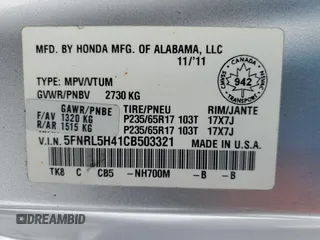 MFD. BY HONDA MFG. OF ALABAMA, LLC
11/'11
TYPE: MPV/VTUM
GVWR/PNBV 2730 KG
GAWR/PNBE TIRE/PNEU RIM/JANTE
F/AV 1320 KG P235/65R17 103T 17X7J
R/AR 1515 KG P235/65R17 103T 17X7J
V.I.N. 5FNRL5H41CB503321 MADE IN U.S.A.
TK8 C CB5 -NH700M -B -B
CANADA
942
AUTOBIDMASTER